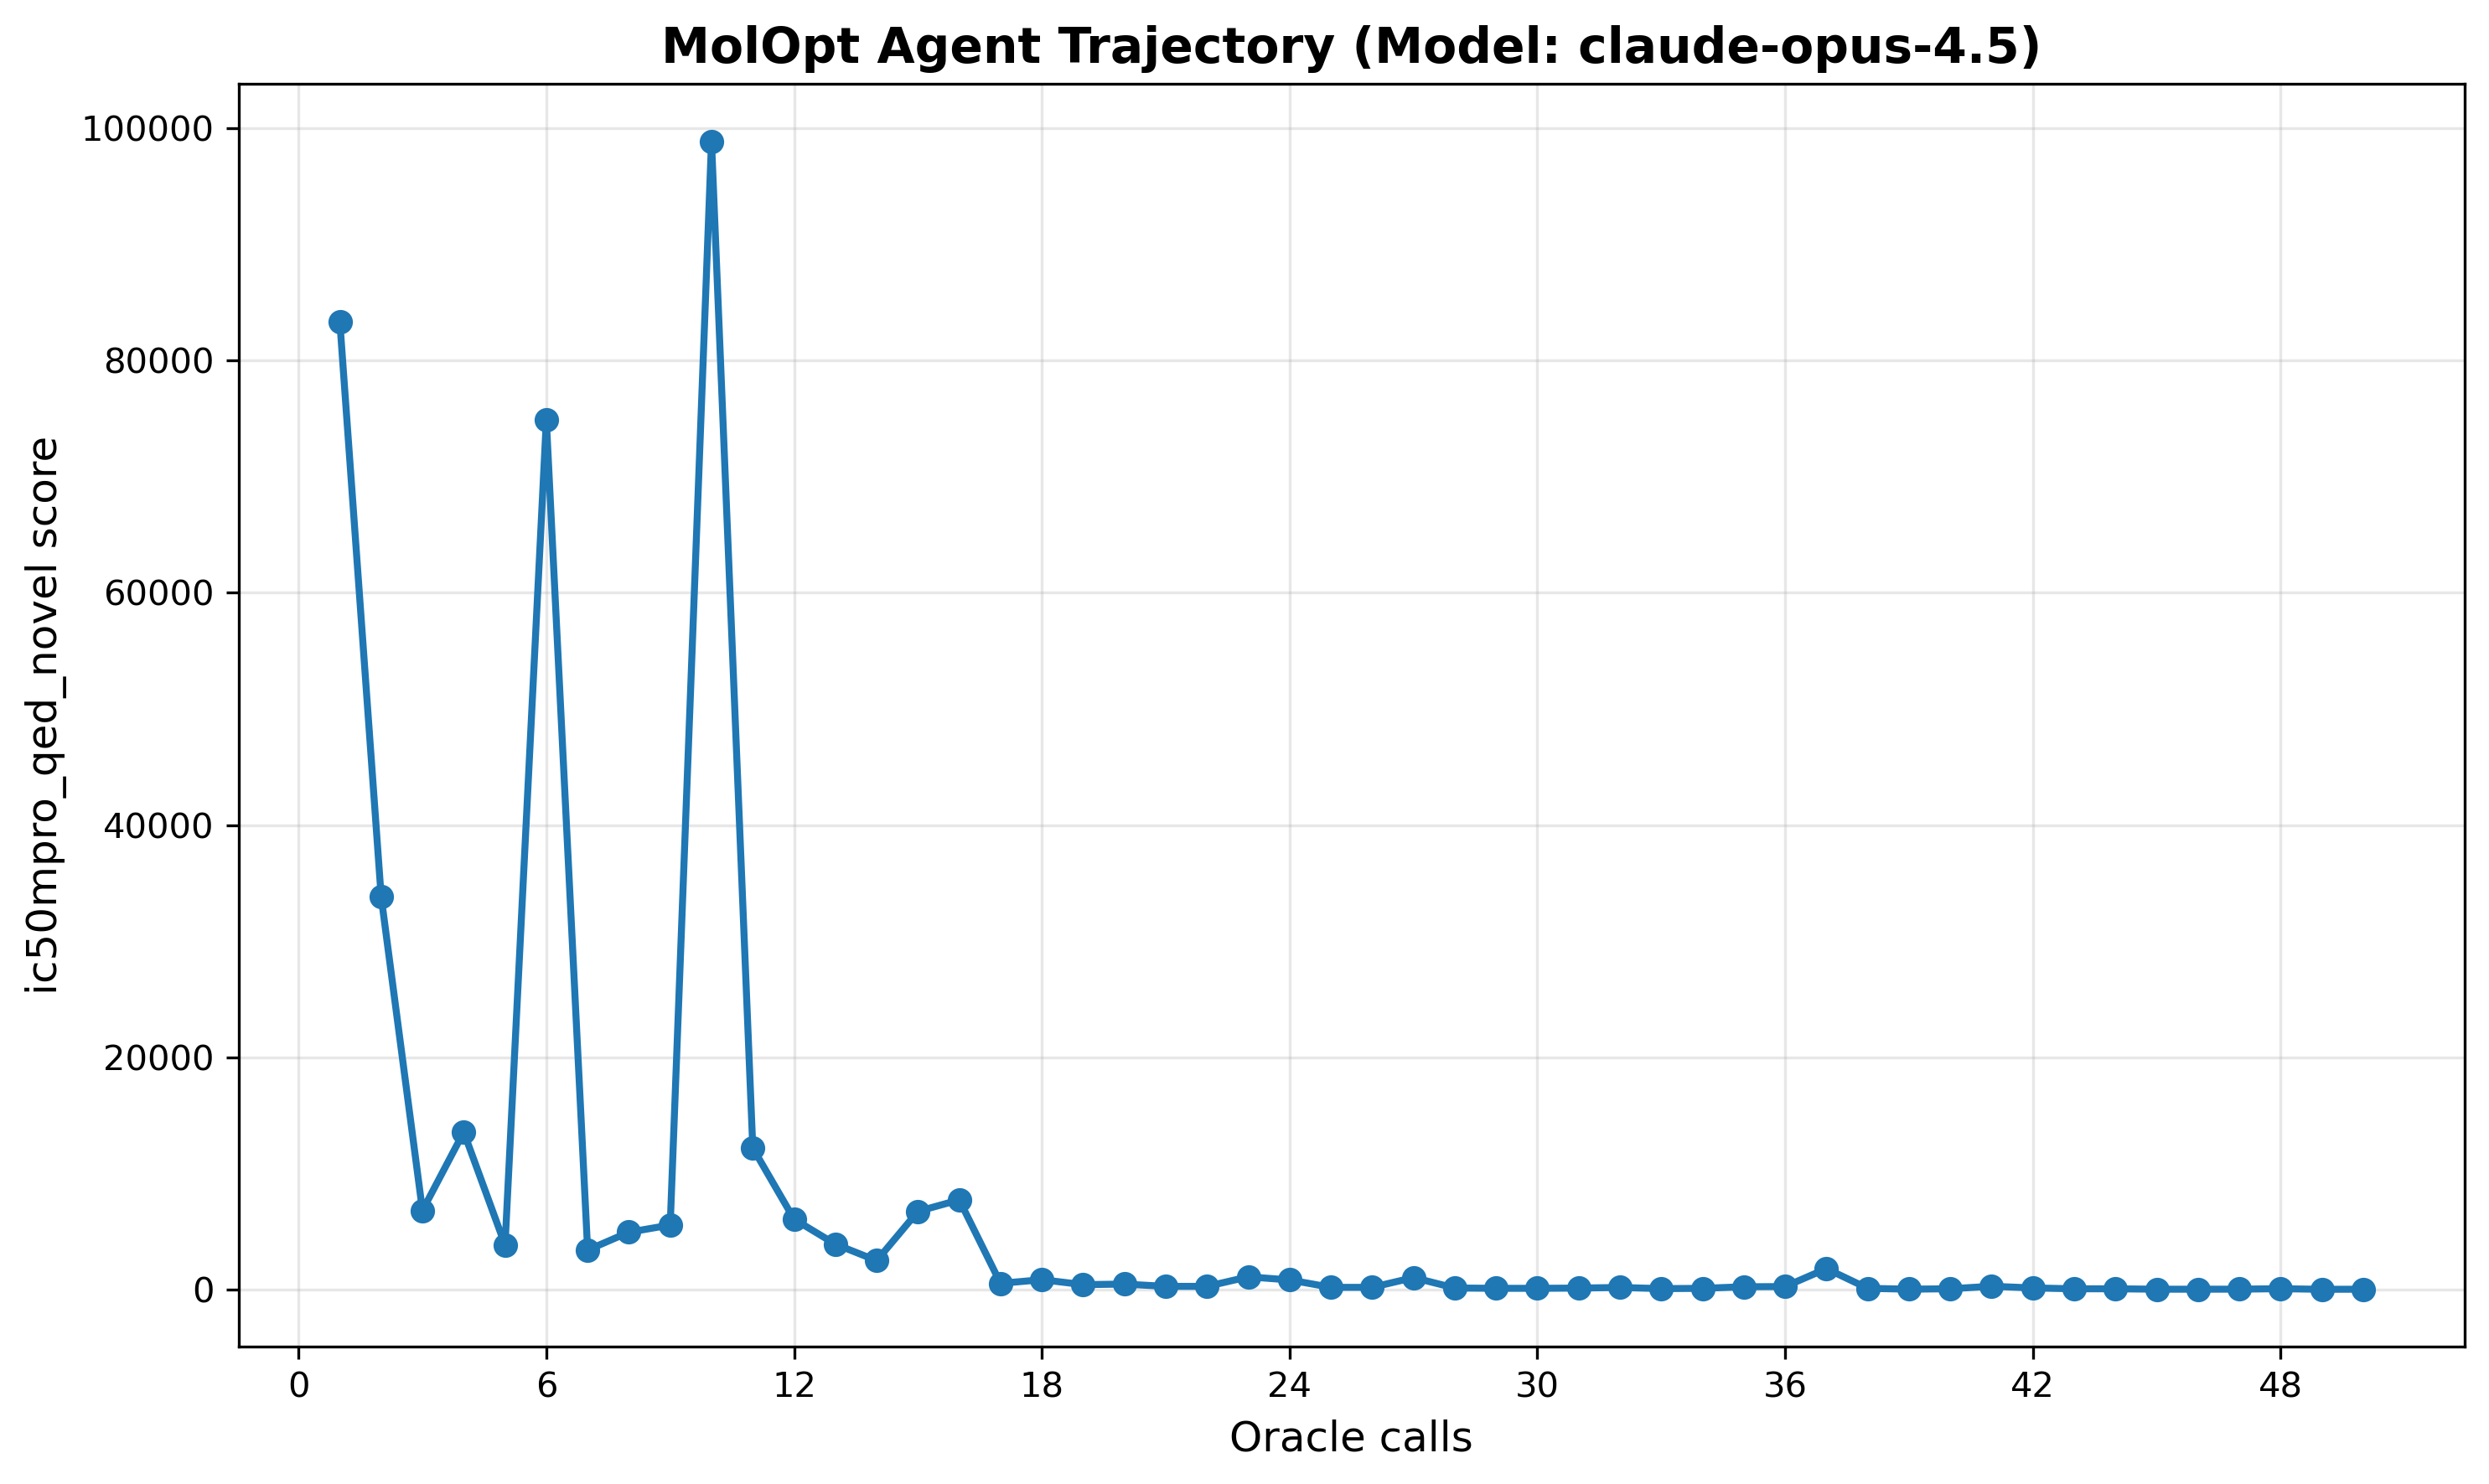 MolOpt Agent Trajectory (Model: claude-opus-4.5)
ic50mpro_qed_novel score
100000
80000
60000
40000
20000
0
0 6 12 18 24 30 36 42 48
Oracle calls